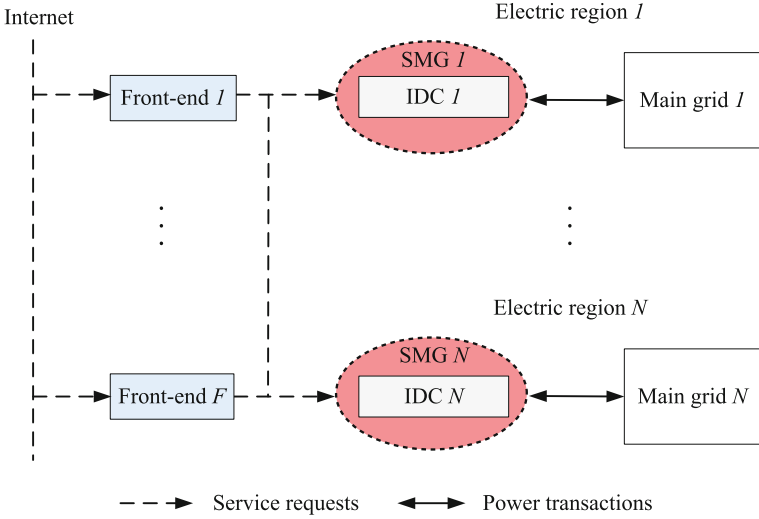 Internet
Electric region 1
SMG 1
Front-end 1
IDC 1
Main grid 1
Electric region N
SMG N
Front-end F
IDC N
Main grid N
Service requests
Power transactions